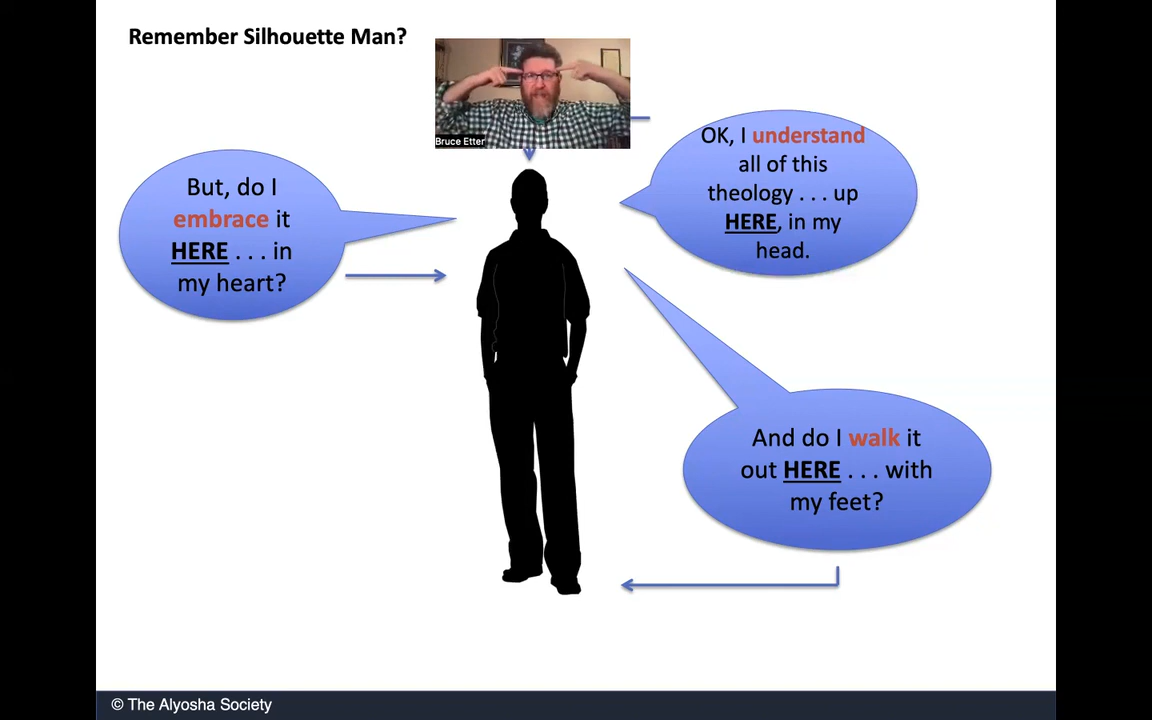 Remember Silhouette Man?
Bruce Etter
OK, I understand
all of this
theology . . . up
HERE, in my
head.
But, do I
embrace it
HERE . . . in
my heart?
And do I walk it
out HERE . . . with
my feet?
© The Alyosha Society